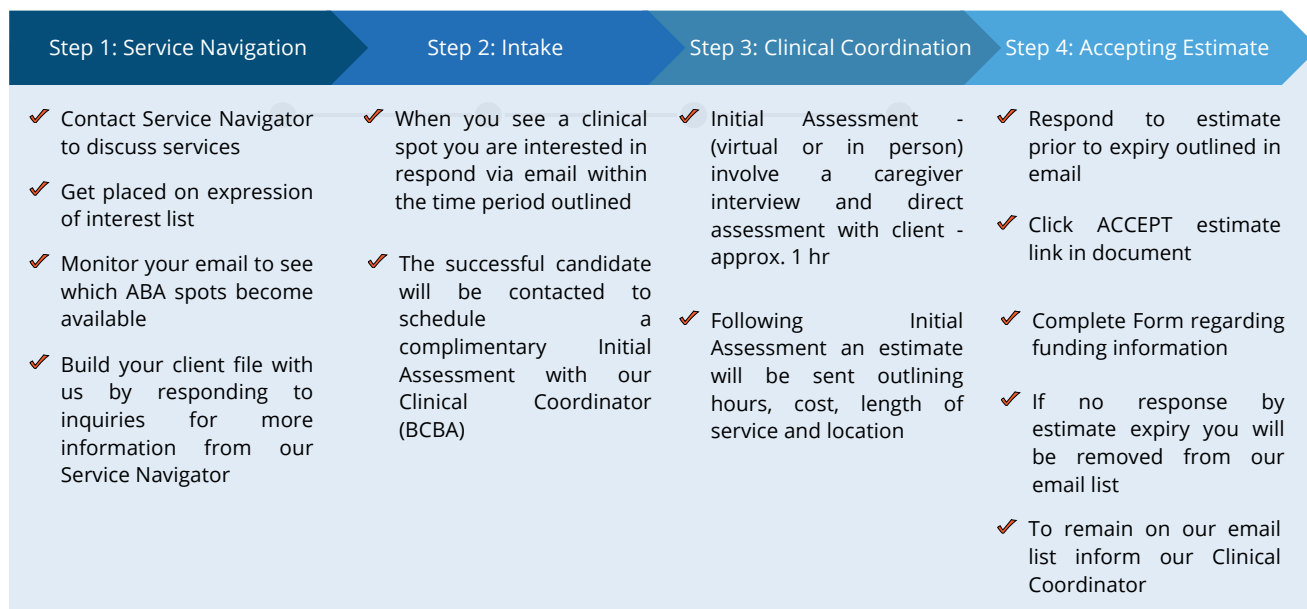 Step 1: Service Navigation
Contact Service Navigator
to discuss services
Get placed on expression
of interest list
Monitor your email to see
which ABA spots become
available
Build your client file with
us by responding to
inquiries for more
information from our
Service Navigator
Step 2: Intake
When you see a clinical
spot you are interested in
respond via email within
the time period outlined
The successful candidate
will be contacted to
schedule a
complimentary Initial
Assessment with our
Clinical Coordinator
(BCBA)
Step 3: Clinical Coordination
Initial Assessment -
(virtual or in person)
involve a caregiver
interview and direct
assessment with client -
approx. 1 hr
Following Initial
Assessment an estimate
will be sent outlining
hours, cost, length of
service and location
Step 4: Accepting Estimate
Respond to estimate
prior to expiry outlined in
email
Click ACCEPT estimate
link in document
Complete Form regarding
funding information
If no response by
estimate expiry you will
be removed from our
email list
To remain on our email
list inform our Clinical
Coordinator